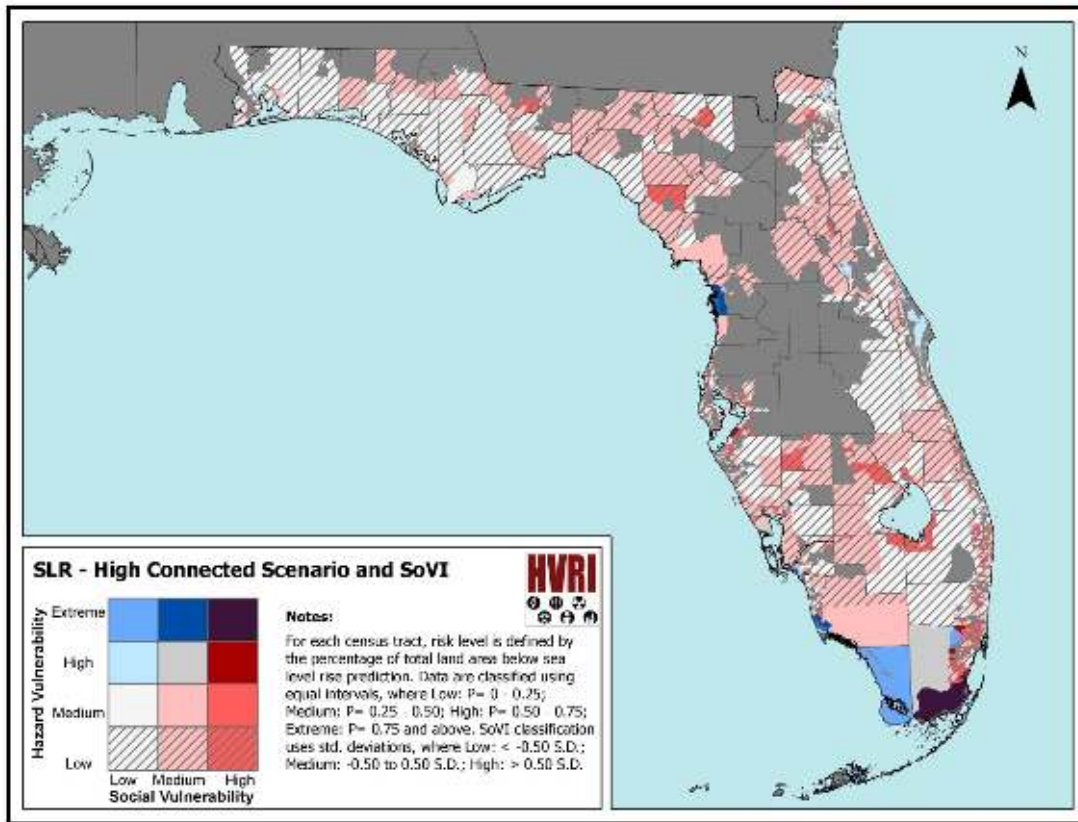 N
SLR - High Connected Scenario and SoVI
HVRI
Hazard Vulnerability
Extreme
High
Medium
Low
Low Medium High
Social Vulnerability
Notes:
For each census tract, risk level is defined by
the percentage of total land area below sea
level rise prediction. Data are classified using
equal intervals, where Low: P= 0 - 0.25;
Medium: P= 0.25 - 0.50; High: P= 0.50 - 0.75;
Extreme: P= 0.75 and above. SoVI classification
uses std. deviations, where Low: < -0.50 S.D.;
Medium: -0.50 to 0.50 S.D.; High: > 0.50 S.D.